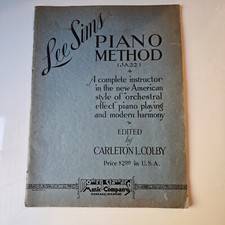 Lee Sims
PIANO
METHOD
(JAZZ)
A complete instructor
in the new American
style of orchestral
effect piano playing
and modern harmony
EDITED
by
CARLETON L. COLBY
Price $2.00 in U.S.A.
Music Company